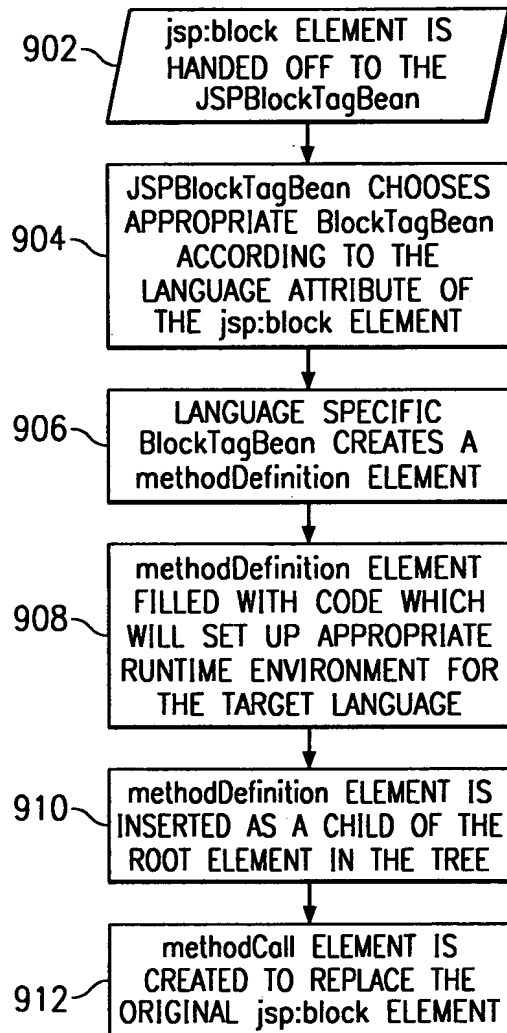 902
jsp:block ELEMENT IS
HANDED OFF TO THE
JSPBlockTagBean
904
JSPBlockTagBean CHOOSES
APPROPRIATE BlockTagBean
ACCORDING TO THE
LANGUAGE ATTRIBUTE OF
THE jsp:block ELEMENT
906
LANGUAGE SPECIFIC
BlockTagBean CREATES A
methodDefinition ELEMENT
908
methodDefinition ELEMENT
FILLED WITH CODE WHICH
WILL SET UP APPROPRIATE
RUNTIME ENVIRONMENT FOR
THE TARGET LANGUAGE
910
methodDefinition ELEMENT IS
INSERTED AS A CHILD OF THE
ROOT ELEMENT IN THE TREE
912
methodCall ELEMENT IS
CREATED TO REPLACE THE
ORIGINAL jsp:block ELEMENT